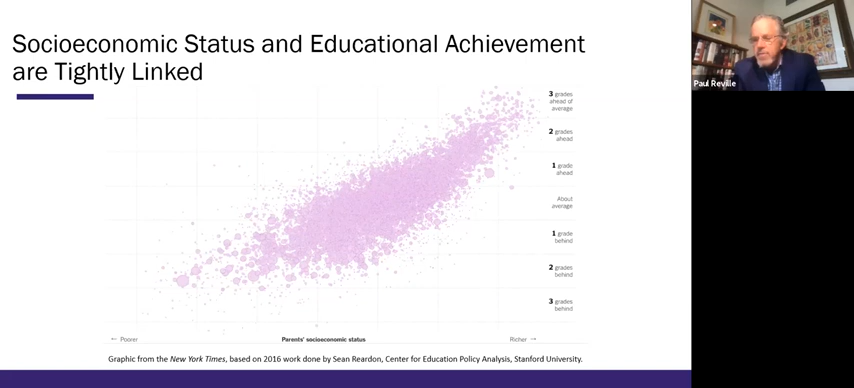 Socioeconomic Status and Educational Achievement
are Tightly Linked
Paul Reville
3 grades
ahead of
average
2 grades
ahead
1 grade
ahead
About
average
1 grade
behind
2 grades
behind
3 grades
behind
← Poorer
Parents' socioeconomic status
Richer →
Graphic from the New York Times, based on 2016 work done by Sean Reardon, Center for Education Policy Analysis, Stanford University.